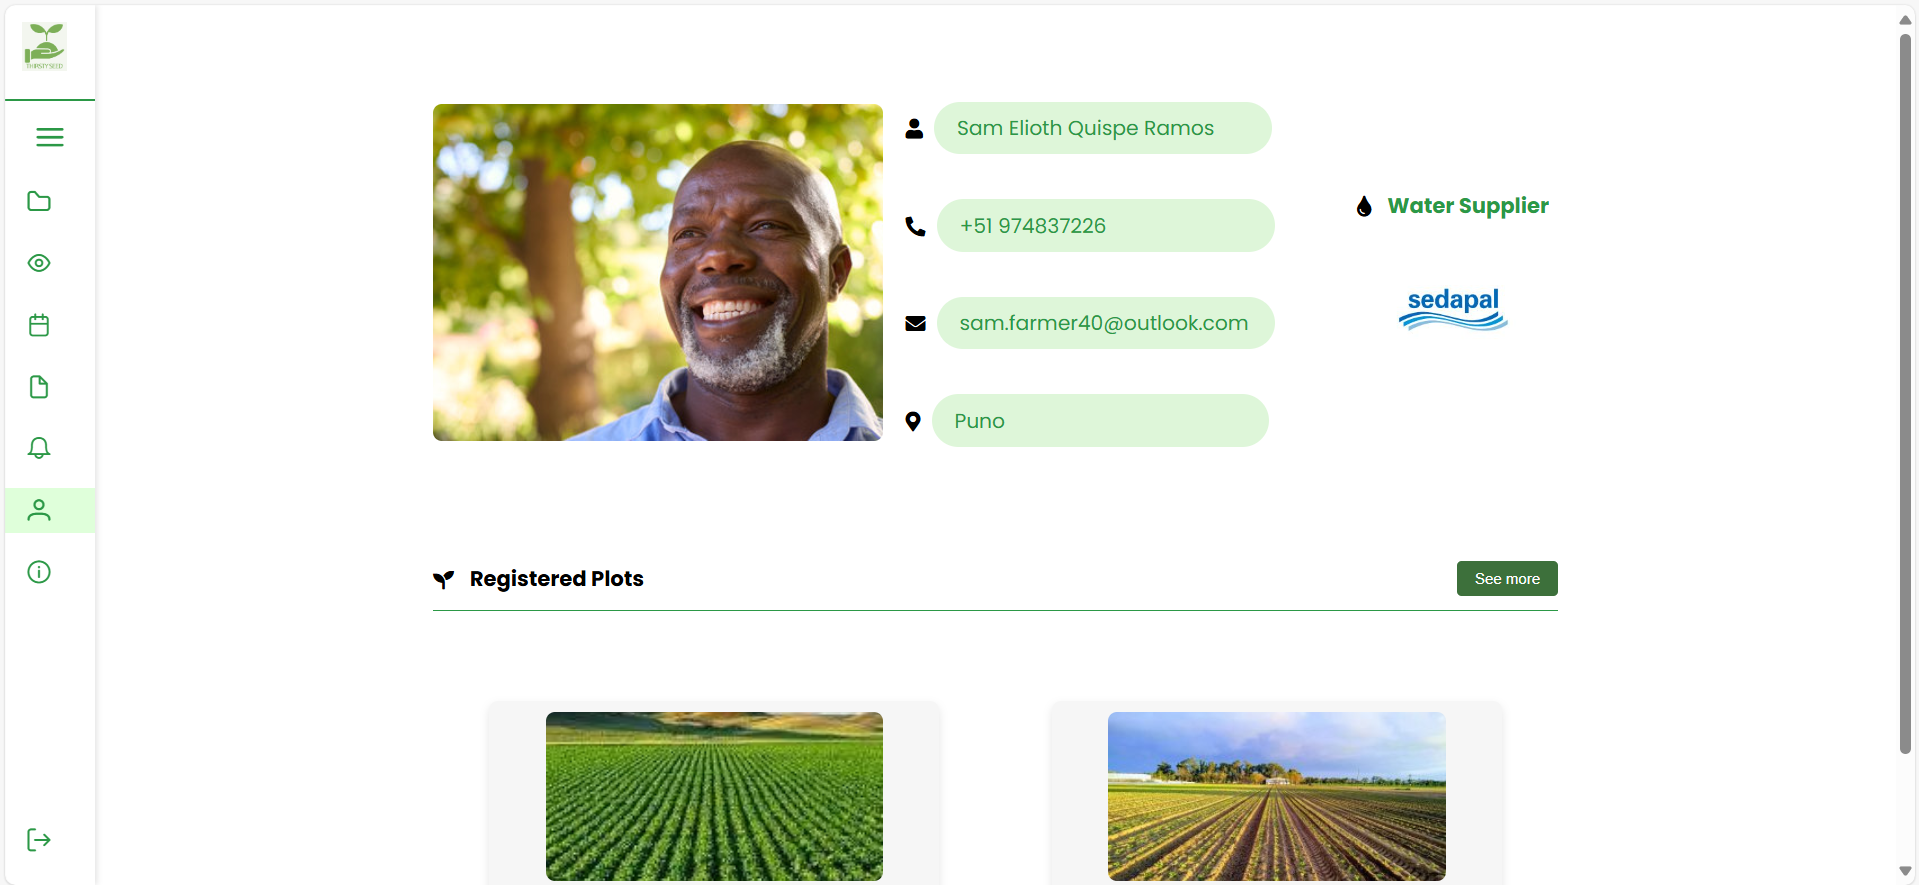 THIRSTY SEED
Sam Elioth Quispe Ramos
+51 974837226
Water Supplier
sedapal
sam.farmer40@outlook.com
Puno
Registered Plots
See more